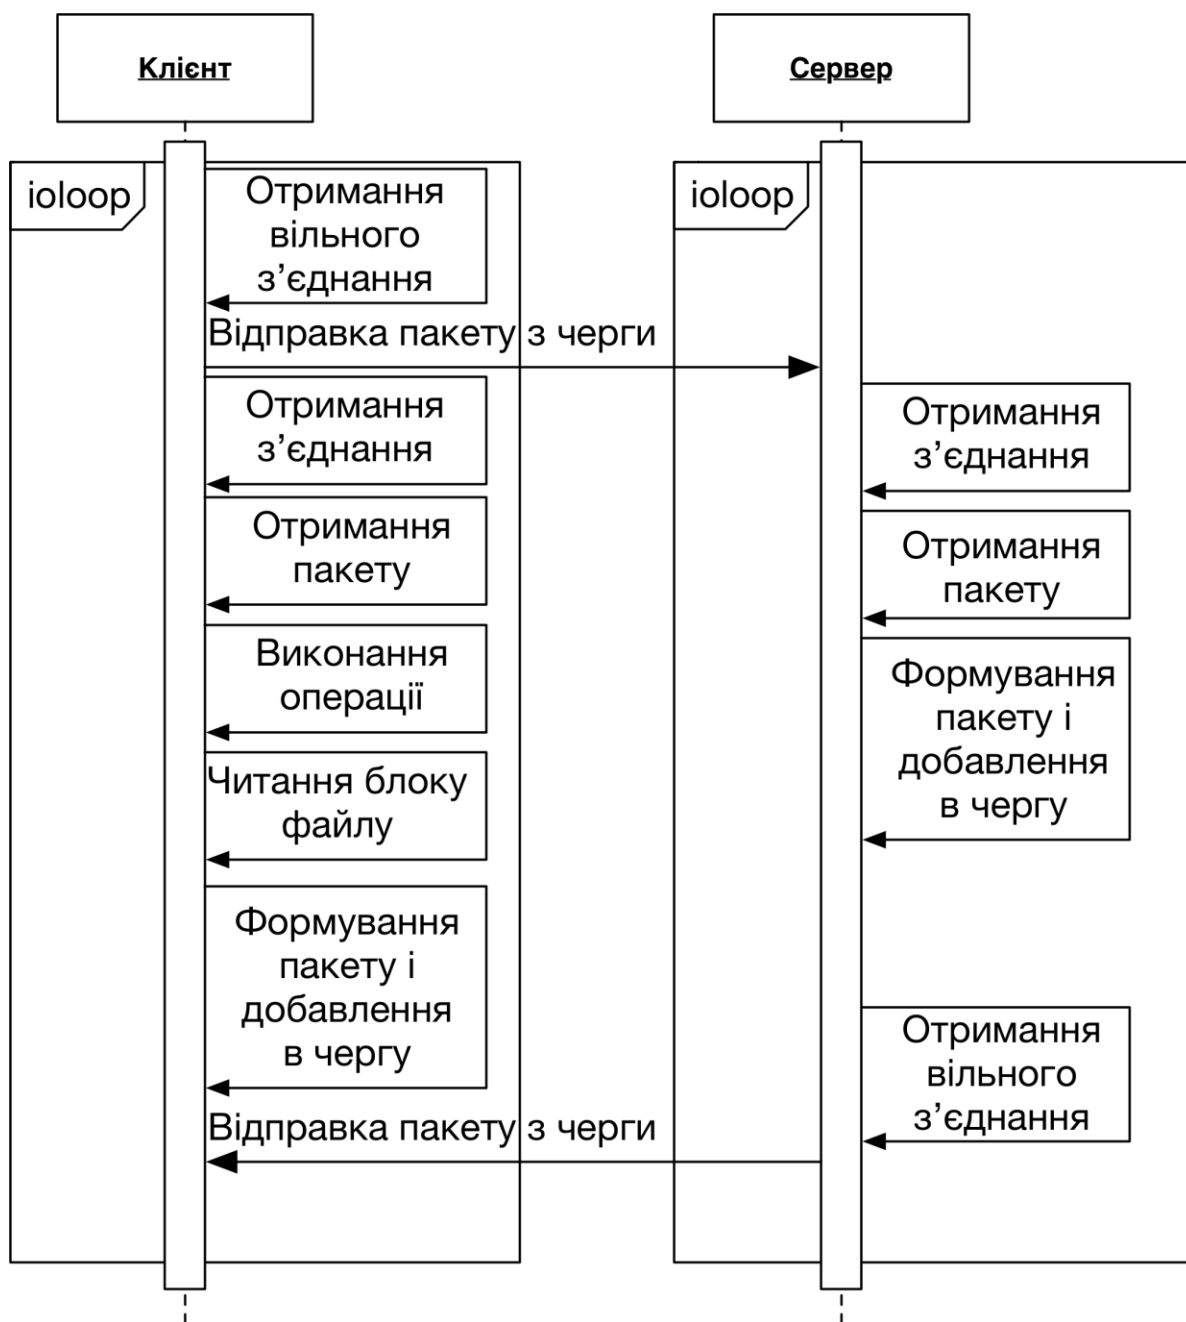 Клієнт
Сервер
ioloop
ioloop
Отримання
вільного
з’єднання
Відправка пакету з черги
Отримання
з’єднання
Отримання
з’єднання
Отримання
пакету
Отримання
пакету
Виконання
операції
Формування
пакету і
добавлення
в чергу
Читання блоку
файлу
Формування
пакету і
добавлення
в чергу
Отримання
вільного
з’єднання
Відправка пакету з черги